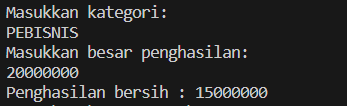 Masukkan kategori:
PEBISNIS
Masukkan besar penghasilan:
20000000
Penghasilan bersih : 15000000